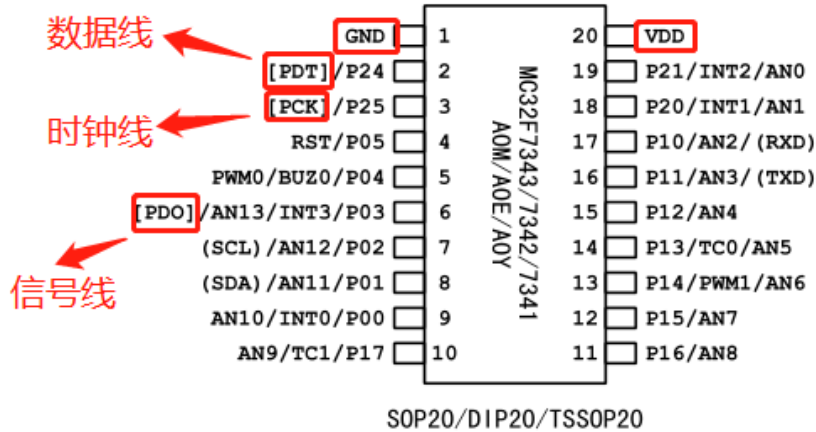 数据线
GND 1 20 VDD
[PDT]/P24 2 19 P21/INT2/AN0
[PCK]/P25 3 18 P20/INT1/AN1
时钟线
RST/P05 4 17 P10/AN2/(RXD)
PWM0/BUZ0/P04 5 16 P11/AN3/(TXD)
[PDO]/AN13/INT3/P03 6 15 P12/AN4
(SCL)/AN12/P02 7 14 P13/TC0/AN5
信号线
(SDA)/AN11/P01 8 13 P14/PWM1/AN6
AN10/INT0/P00 9 12 P15/AN7
AN9/TC1/P17 10 11 P16/AN8
MC32F7343/7342/7341
A0M/A0E/A0Y
SOP20/DIP20/TSSOP20